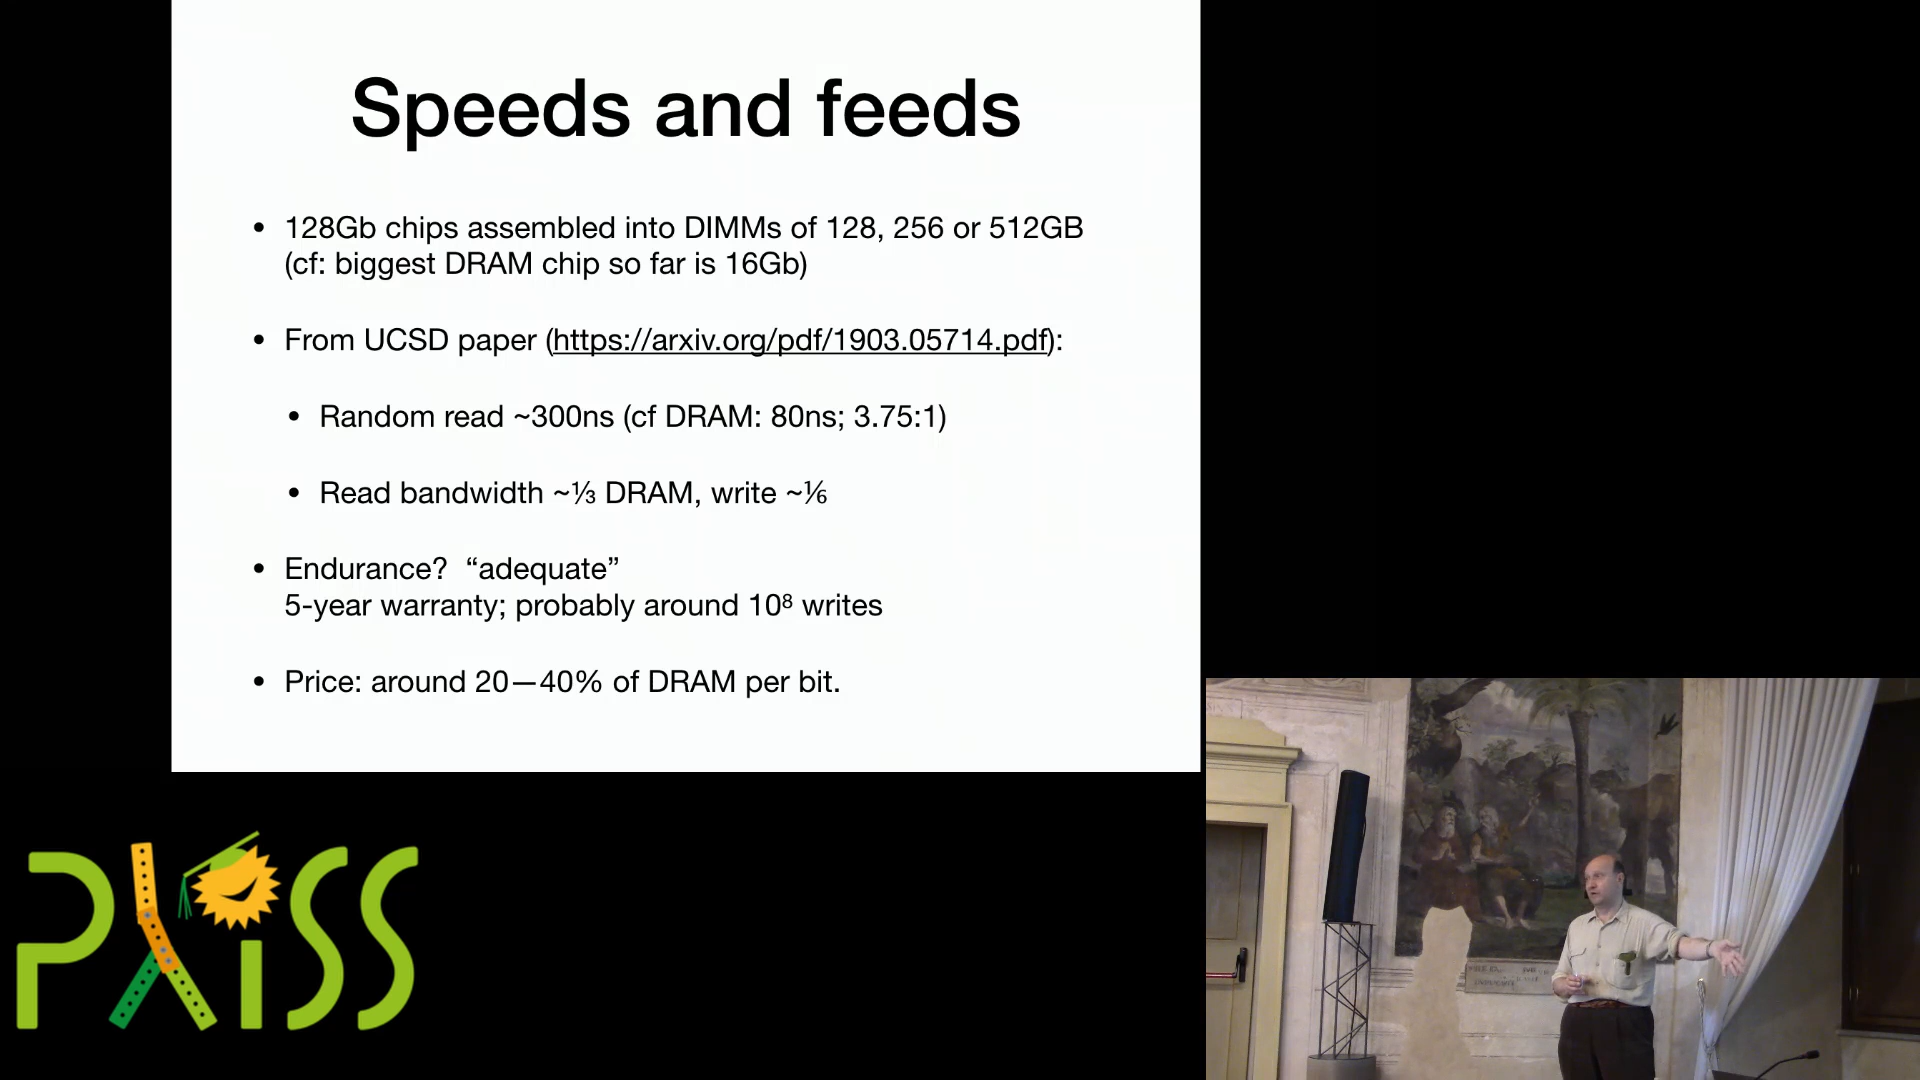 Speeds and feeds
• 128Gb chips assembled into DIMMs of 128, 256 or 512GB
(cf: biggest DRAM chip so far is 16Gb)
• From UCSD paper (https://arxiv.org/pdf/1903.05714.pdf):
• Random read ~300ns (cf DRAM: 80ns; 3.75:1)
• Read bandwidth ~⅓ DRAM, write ~⅙
• Endurance?  “adequate”
5-year warranty; probably around 10⁸ writes
• Price: around 20—40% of DRAM per bit.
PXiSS